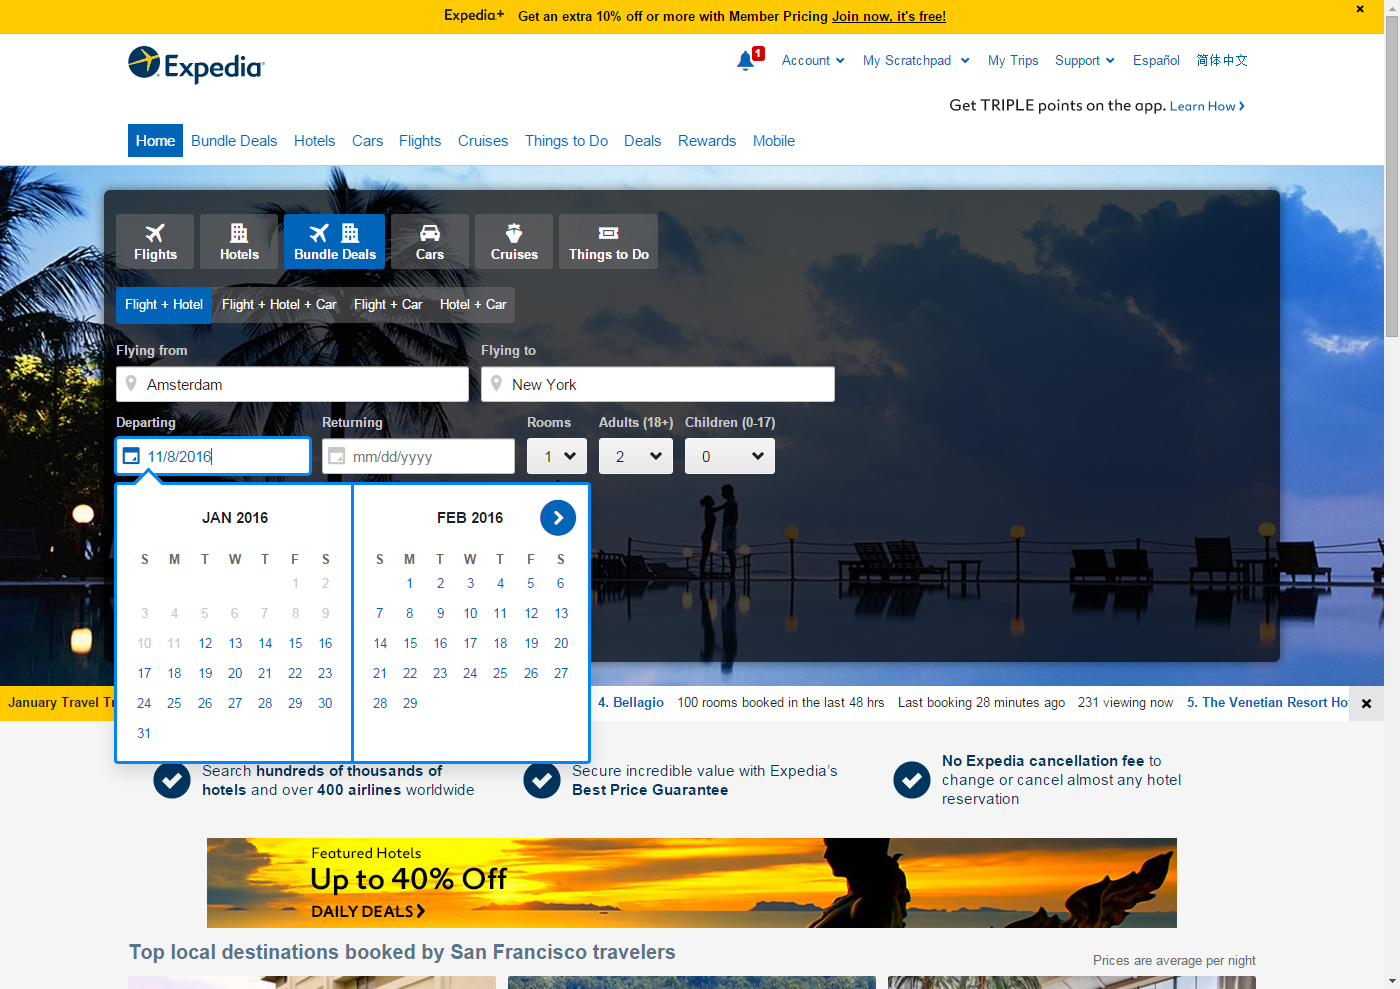 Expedia+ Get an extra 10% off or more with Member Pricing Join now, it's free!
Expedia
1 Account My Scratchpad My Trips Support Español 简体中文
Get TRIPLE points on the app. Learn How
Home Bundle Deals Hotels Cars Flights Cruises Things to Do Deals Rewards Mobile
Flights Hotels Bundle Deals Cars Cruises Things to Do
Flight + Hotel Flight + Hotel + Car Flight + Car Hotel + Car
Flying from Flying to
Amsterdam New York
Departing Returning Rooms Adults (18+) Children (0-17)
11/8/2016 mm/dd/yyyy 1 2 0
JAN 2016 FEB 2016
S M T W T F S S M T W T F S
1 2 1 2 3 4 5 6
3 4 5 6 7 8 9 7 8 9 10 11 12 13
10 11 12 13 14 15 16 14 15 16 17 18 19 20
17 18 19 20 21 22 23 21 22 23 24 25 26 27
24 25 26 27 28 29 30 28 29
31
January Travel 4. Bellagio 100 rooms booked in the last 48 hrs Last booking 28 minutes ago 231 viewing now 5. The Venetian Resort
Search hundreds of thousands of
hotels and over 400 airlines worldwide
Secure incredible value with Expedia's
Best Price Guarantee
No Expedia cancellation fee to
change or cancel almost any hotel
reservation
Featured Hotels
Up to 40% Off
DAILY DEALS
Top local destinations booked by San Francisco travelers
Prices are average per night